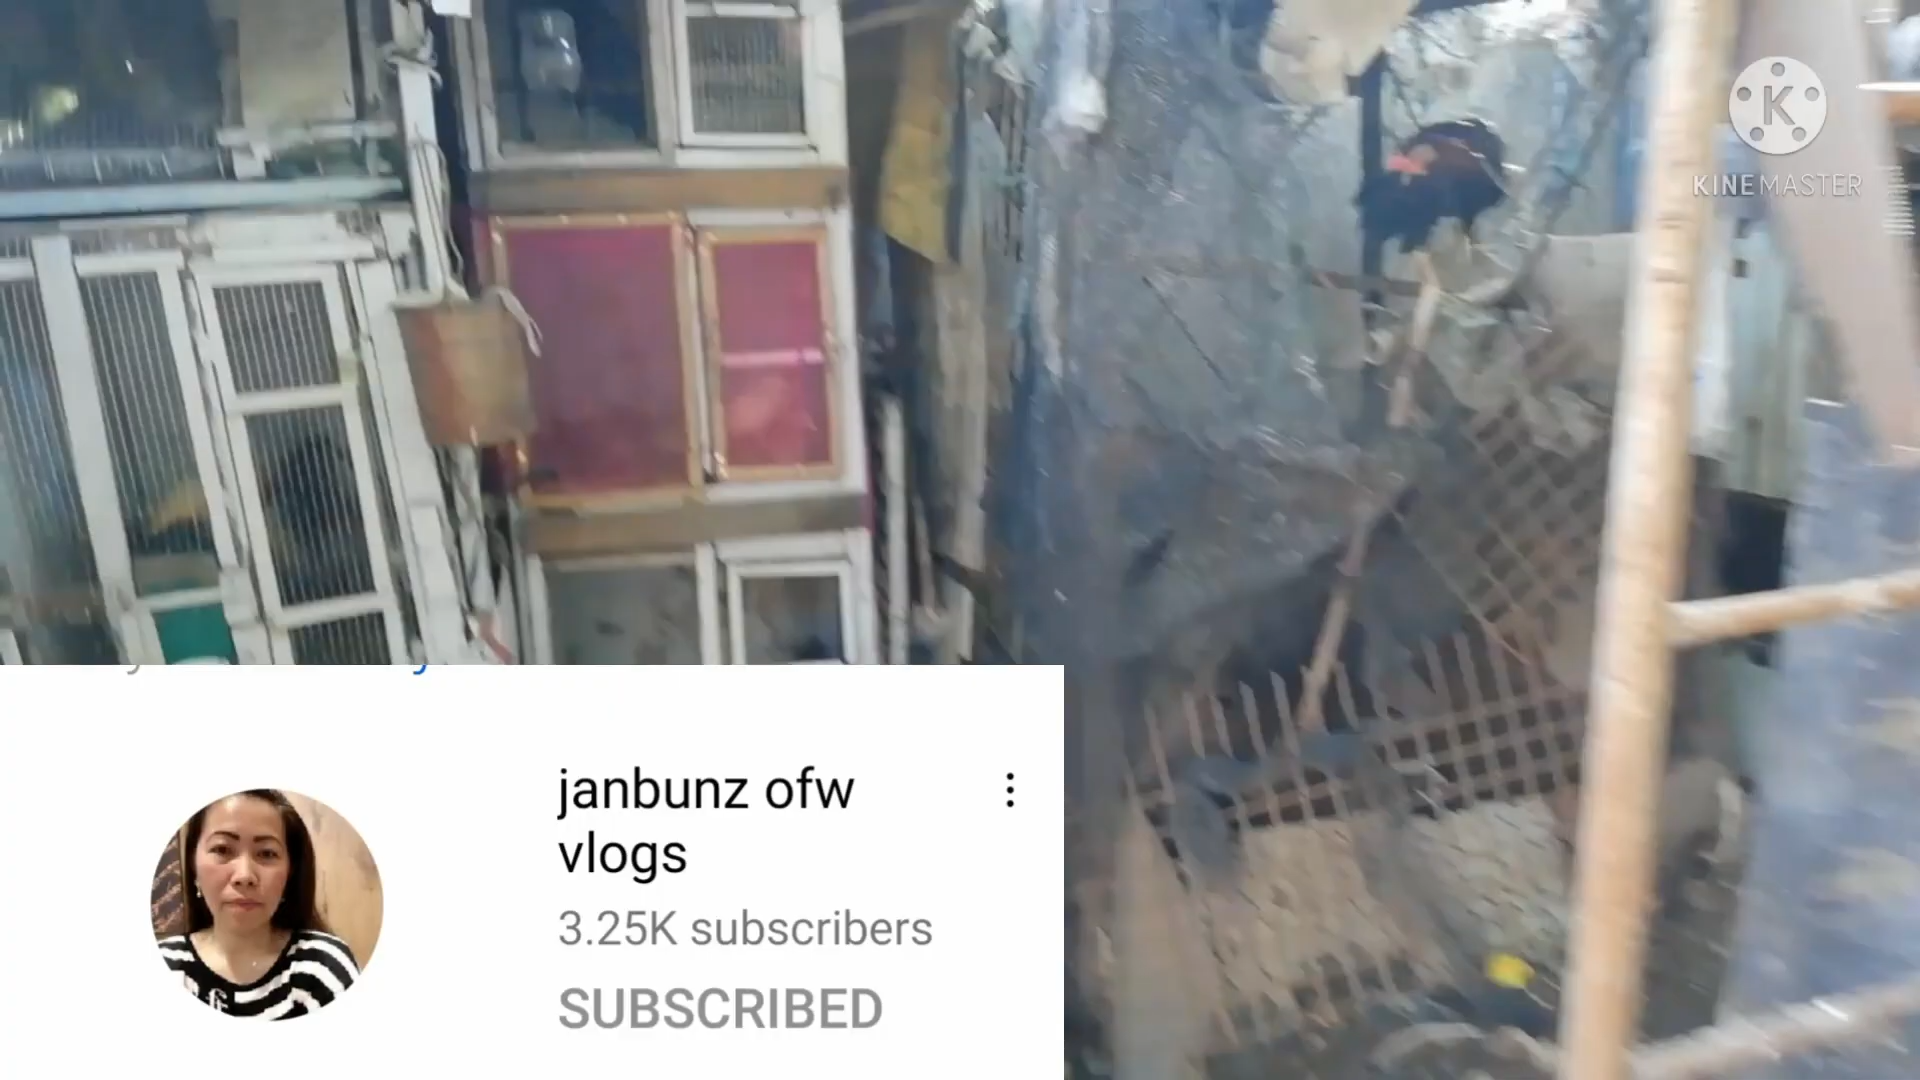 K
KINEMASTER
janbunz ofw
vlogs
3.25K subscribers
SUBSCRIBED